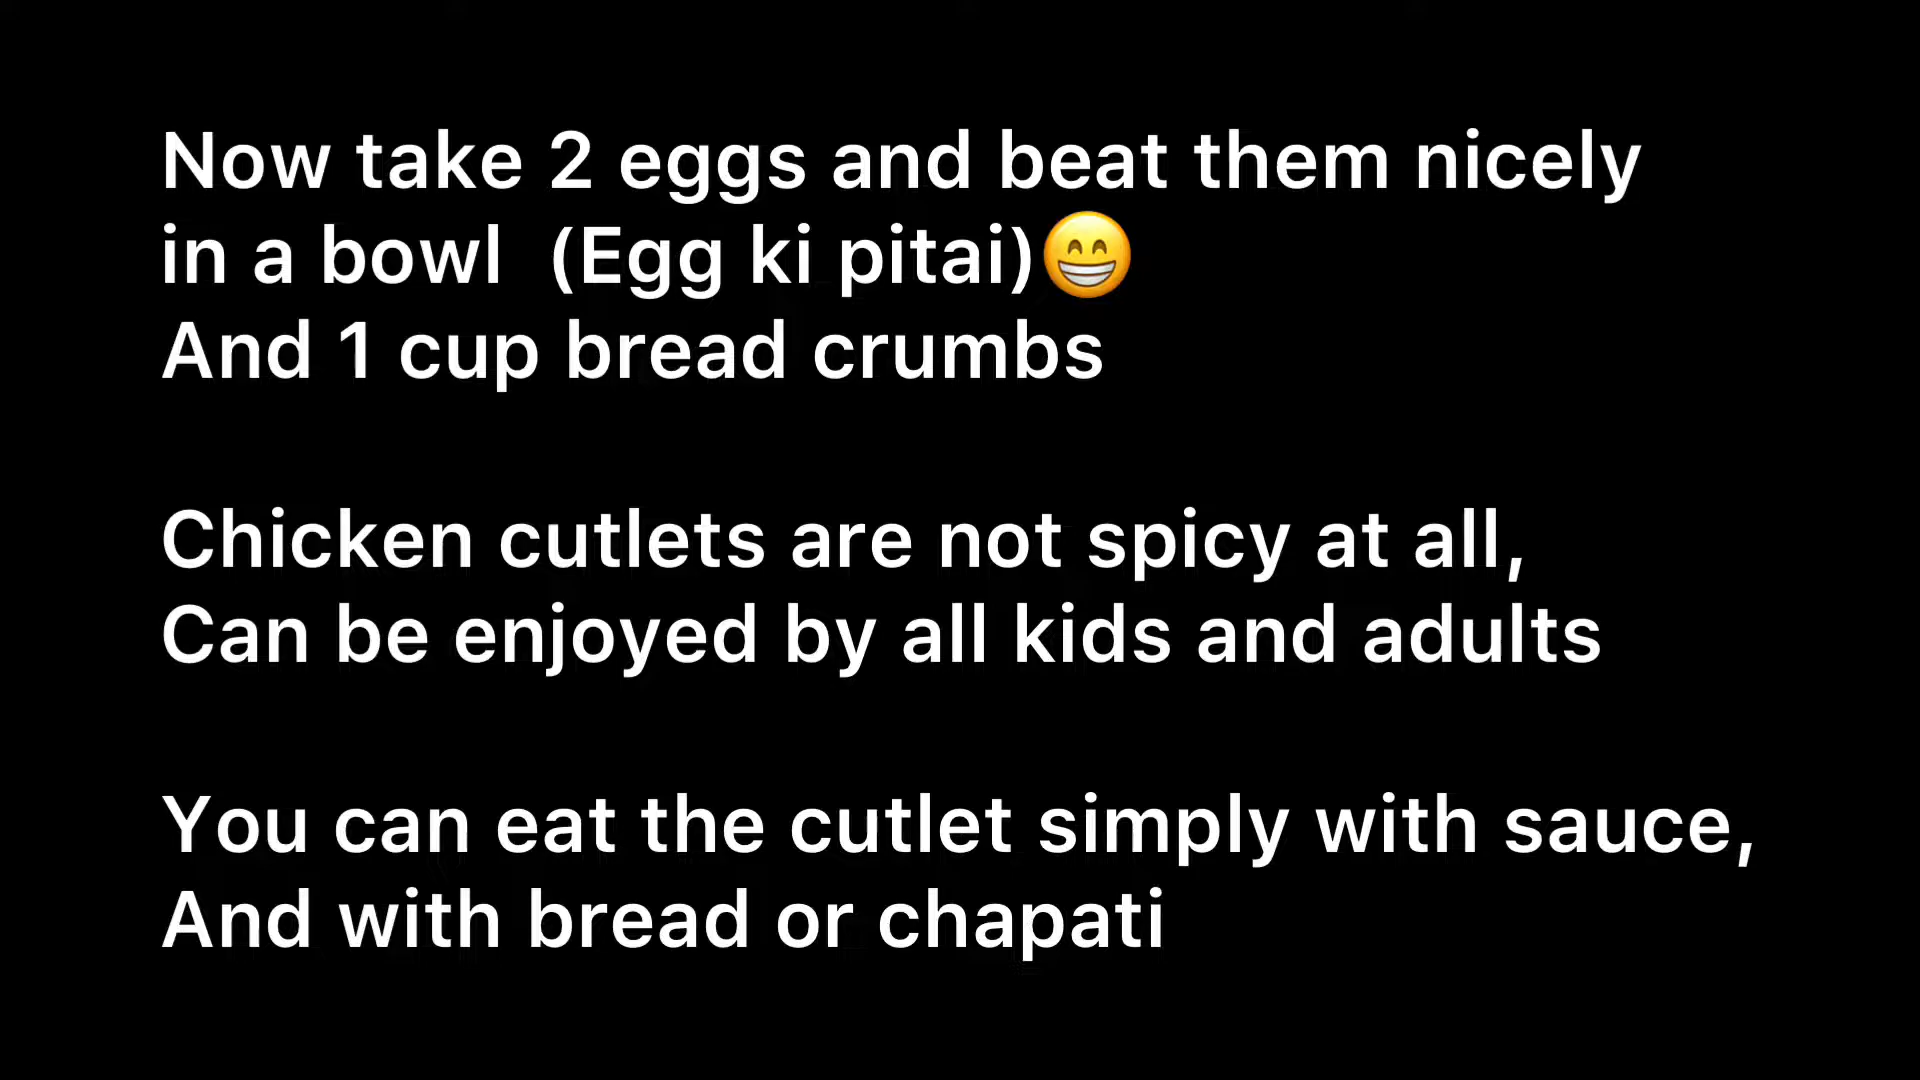 Now take 2 eggs and beat them nicely
in a bowl  (Egg ki pitai)😁
And 1 cup bread crumbs
Chicken cutlets are not spicy at all,
Can be enjoyed by all kids and adults
You can eat the cutlet simply with sauce,
And with bread or chapati